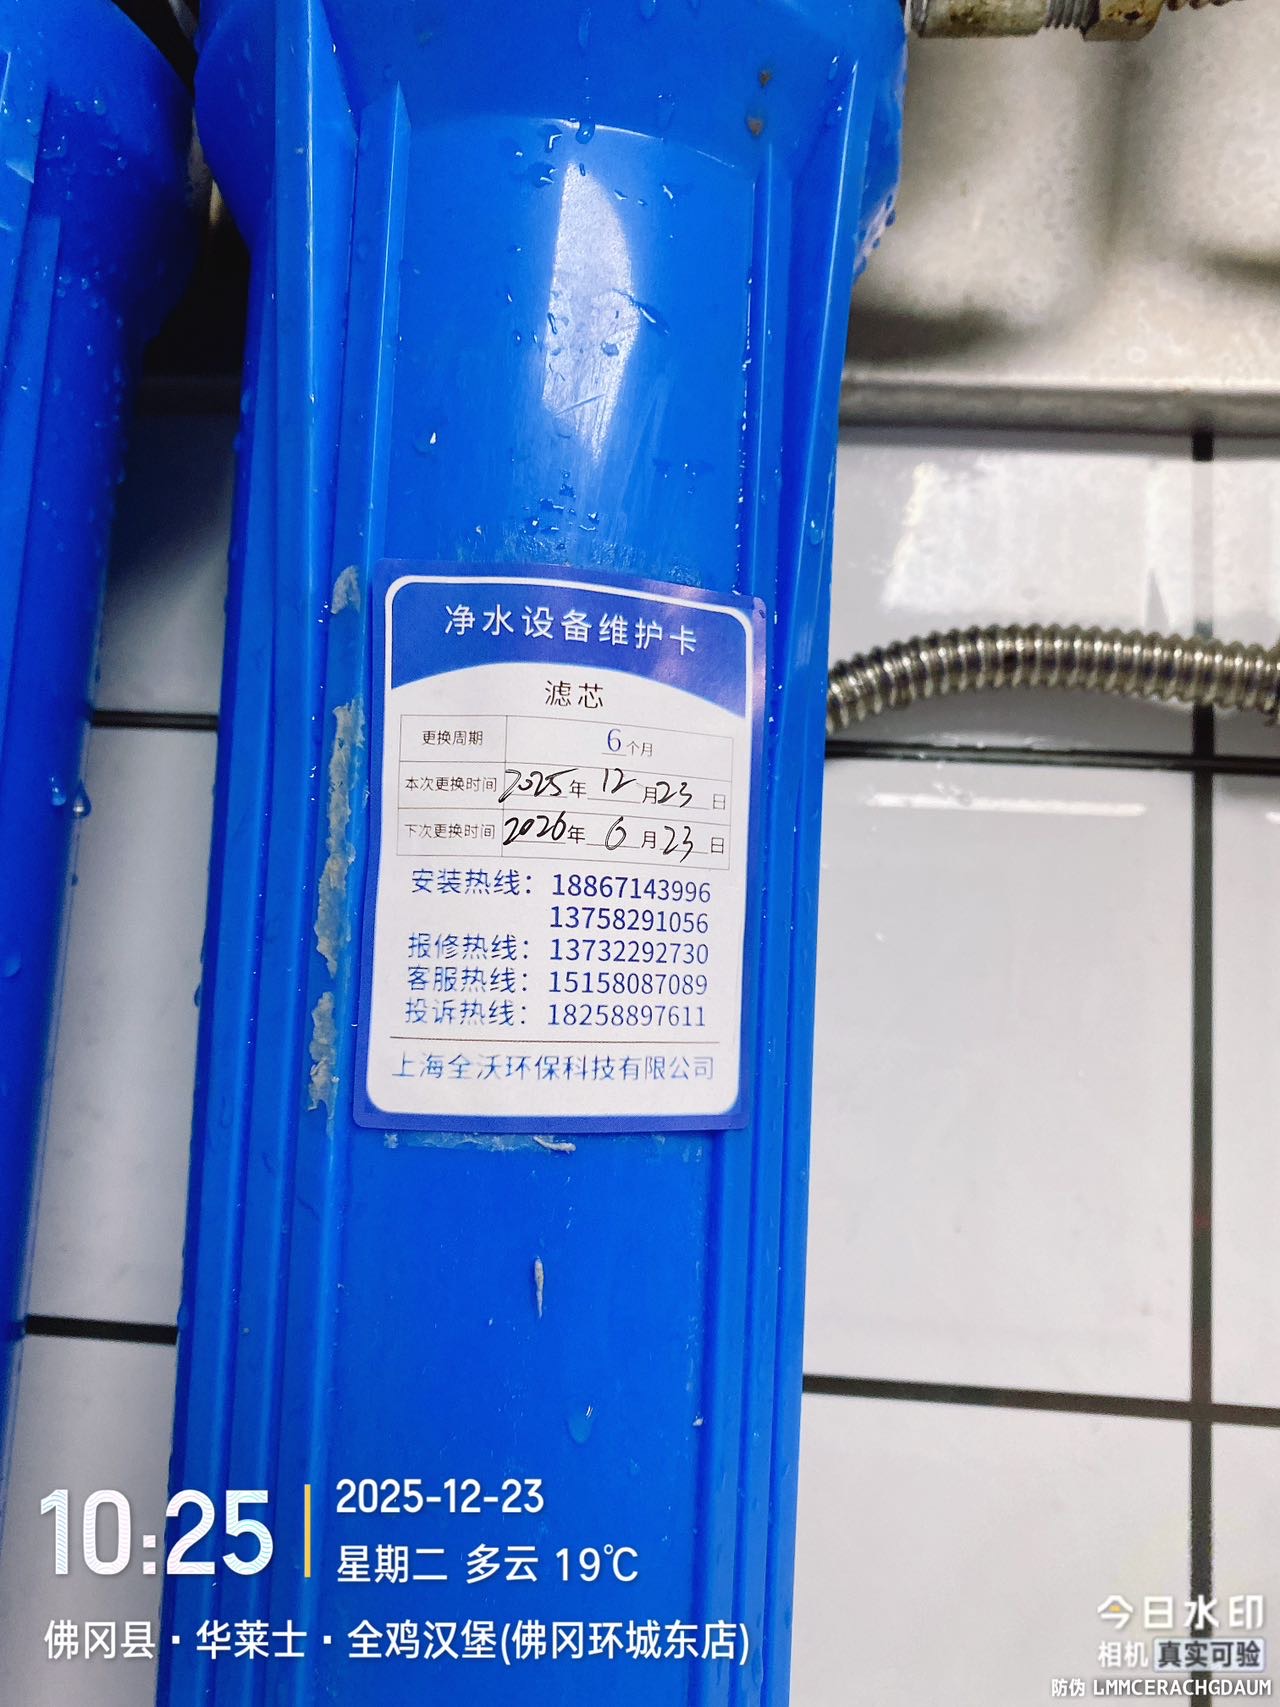 净水设备维护卡
滤芯
更换周期 6个月
本次更换时间 2025年12月23日
下次更换时间 2026年6月23日
安装热线：18867143996
13758291056
报修热线：13732292730
客服热线：15158087089
投诉热线：18258897611
上海全沃环保科技有限公司
10:25
2025-12-23
星期二 多云 19℃
佛冈县·华莱士·全鸡汉堡(佛冈环城东店)
今日水印
相机 真实可验
防伪 LMMCERACHGDAUM